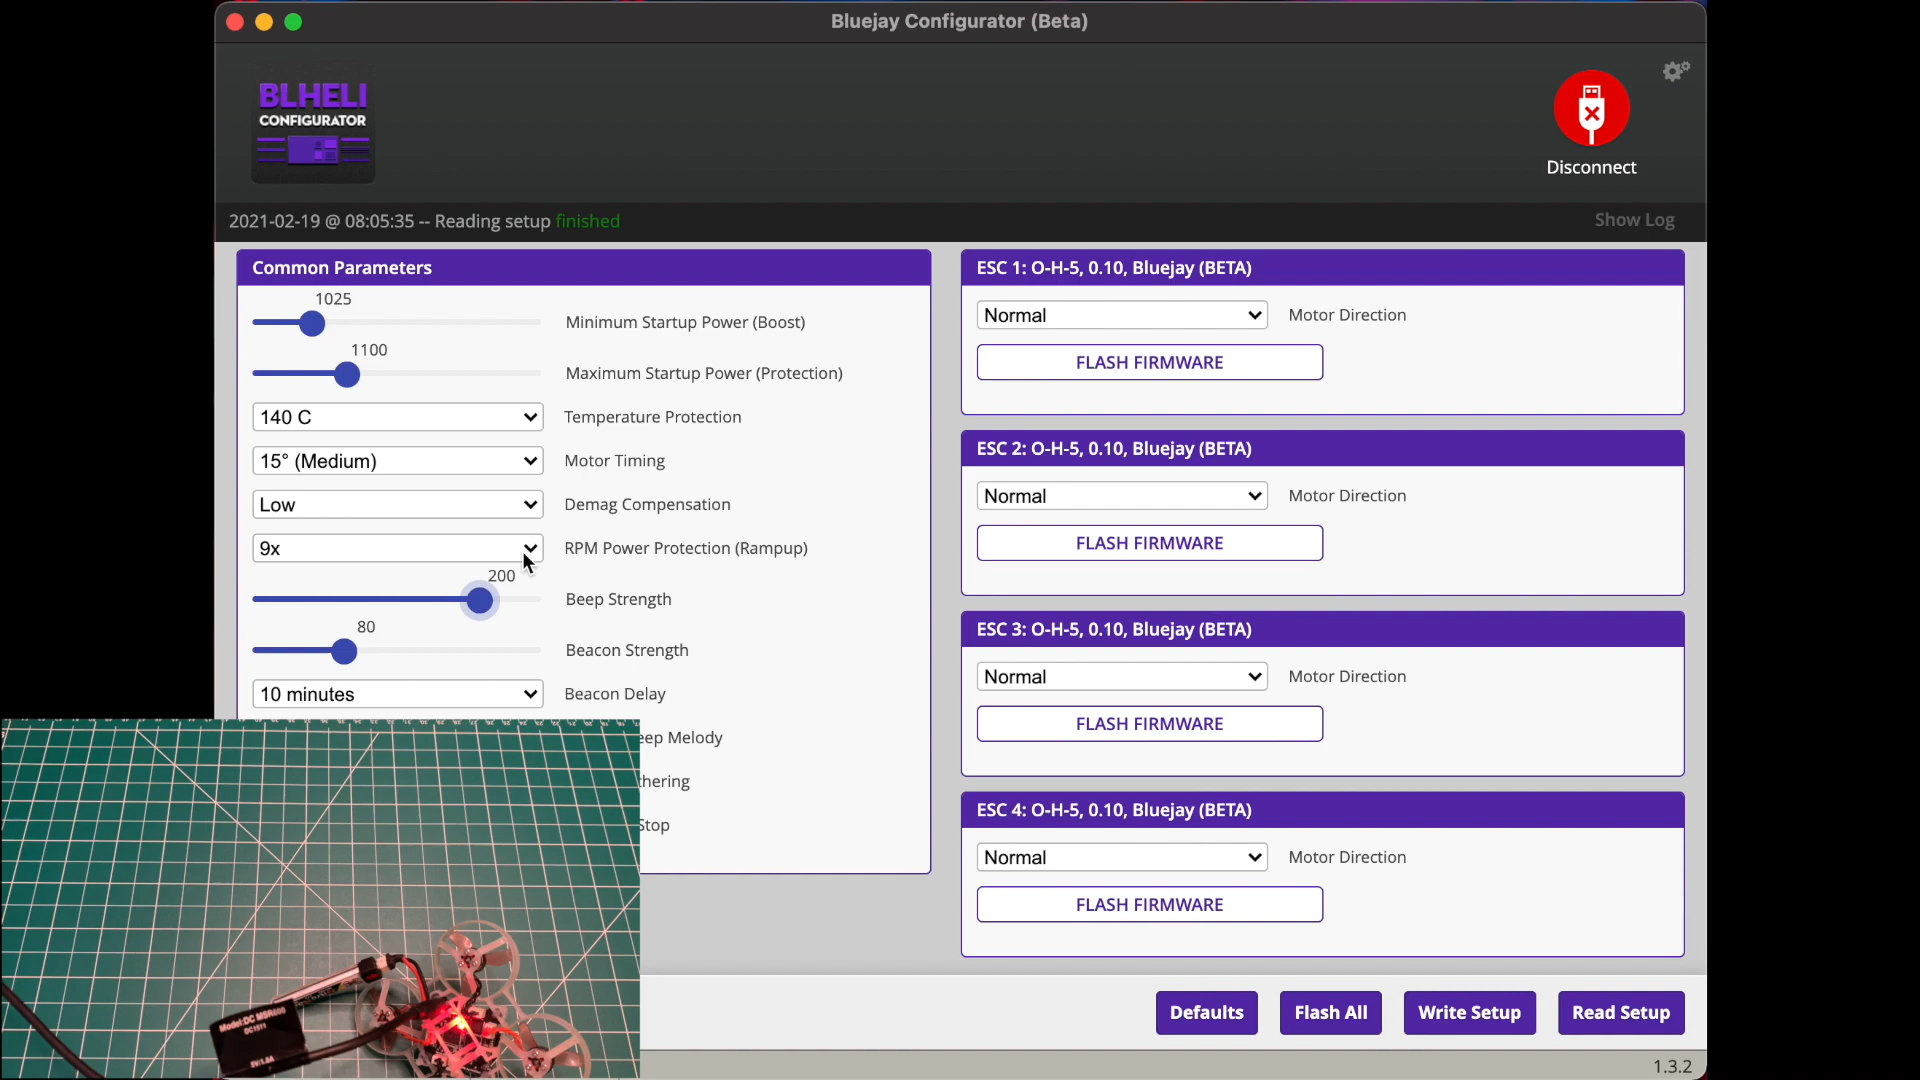 Bluejay Configurator (Beta)
BLHELI
CONFIGURATOR
Disconnect
2021-02-19 @ 08:05:35 -- Reading setup finished
Show Log
Common Parameters
1025
Minimum Startup Power (Boost)
1100
Maximum Startup Power (Protection)
140 C
Temperature Protection
15° (Medium)
Motor Timing
Low
Demag Compensation
9x
RPM Power Protection (Rampup)
200
Beep Strength
80
Beacon Strength
10 minutes
Beacon Delay
eep Melody
thering
Stop
ESC 1: O-H-5, 0.10, Bluejay (BETA)
Normal
Motor Direction
FLASH FIRMWARE
ESC 2: O-H-5, 0.10, Bluejay (BETA)
Normal
Motor Direction
FLASH FIRMWARE
ESC 3: O-H-5, 0.10, Bluejay (BETA)
Normal
Motor Direction
FLASH FIRMWARE
ESC 4: O-H-5, 0.10, Bluejay (BETA)
Normal
Motor Direction
FLASH FIRMWARE
Model:DC MSR600
DC1911
Defaults
Flash All
Write Setup
Read Setup
1.3.2